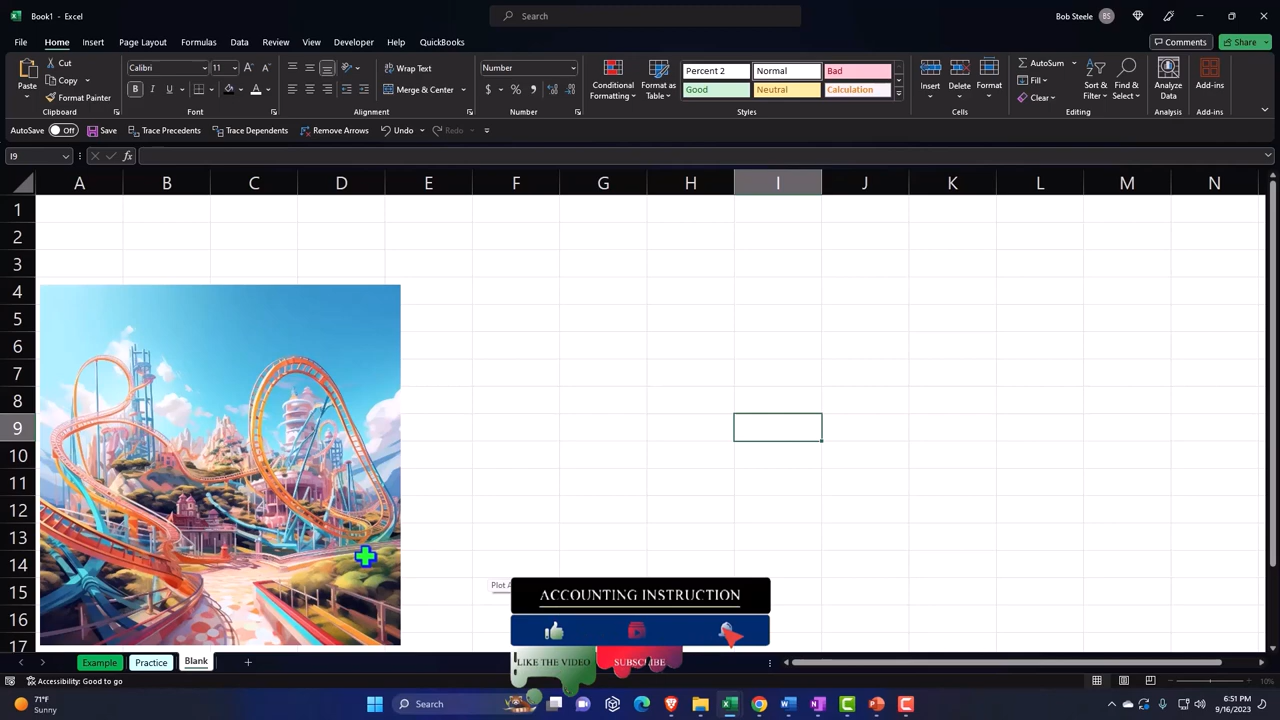 Book1 - Excel
Search
Bob Steele
BS
File
Home
Insert
Page Layout
Formulas
Data
Review
View
Developer
Help
QuickBooks
Comments
Share
Paste
Cut
Copy
Format Painter
Clipboard
Calibri
11
Font
Wrap Text
Merge & Center
Alignment
Number
Number
Conditional
Formatting
Format as
Table
Percent 2
Normal
Bad
Good
Neutral
Calculation
Styles
Insert
Delete
Format
Cells
AutoSum
Fill
Clear
Sort &
Filter
Find &
Select
Editing
Analyze
Data
Analysis
Add-ins
Add-ins
AutoSave
Off
Save
Trace Precedents
Trace Dependents
Remove Arrows
Undo
Redo
I9
fx
A B C D E F G H I J K L M N
1
2
3
4
5
6
7
8
9
10
11
12
13
14
15
16
17
Plot A
ACCOUNTING INSTRUCTION
LIKE THE VIDEO
SUBSCRIBE
Example
Practice
Blank
Accessibility: Good to go
10%
71°F
Sunny
Search
6:51 PM
9/16/2023